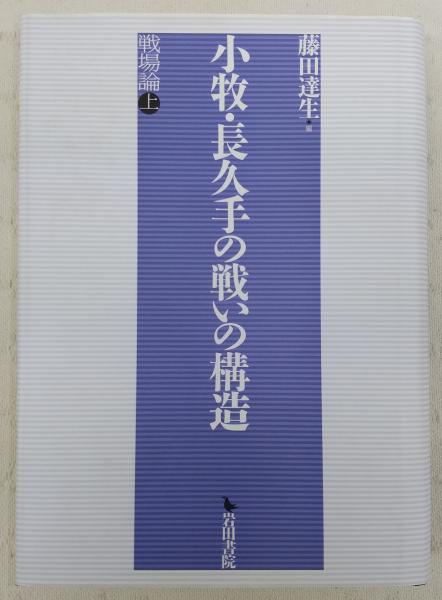 藤田達生・編
小牧・長久手の戦いの構造
戦場論 上
岩田書院